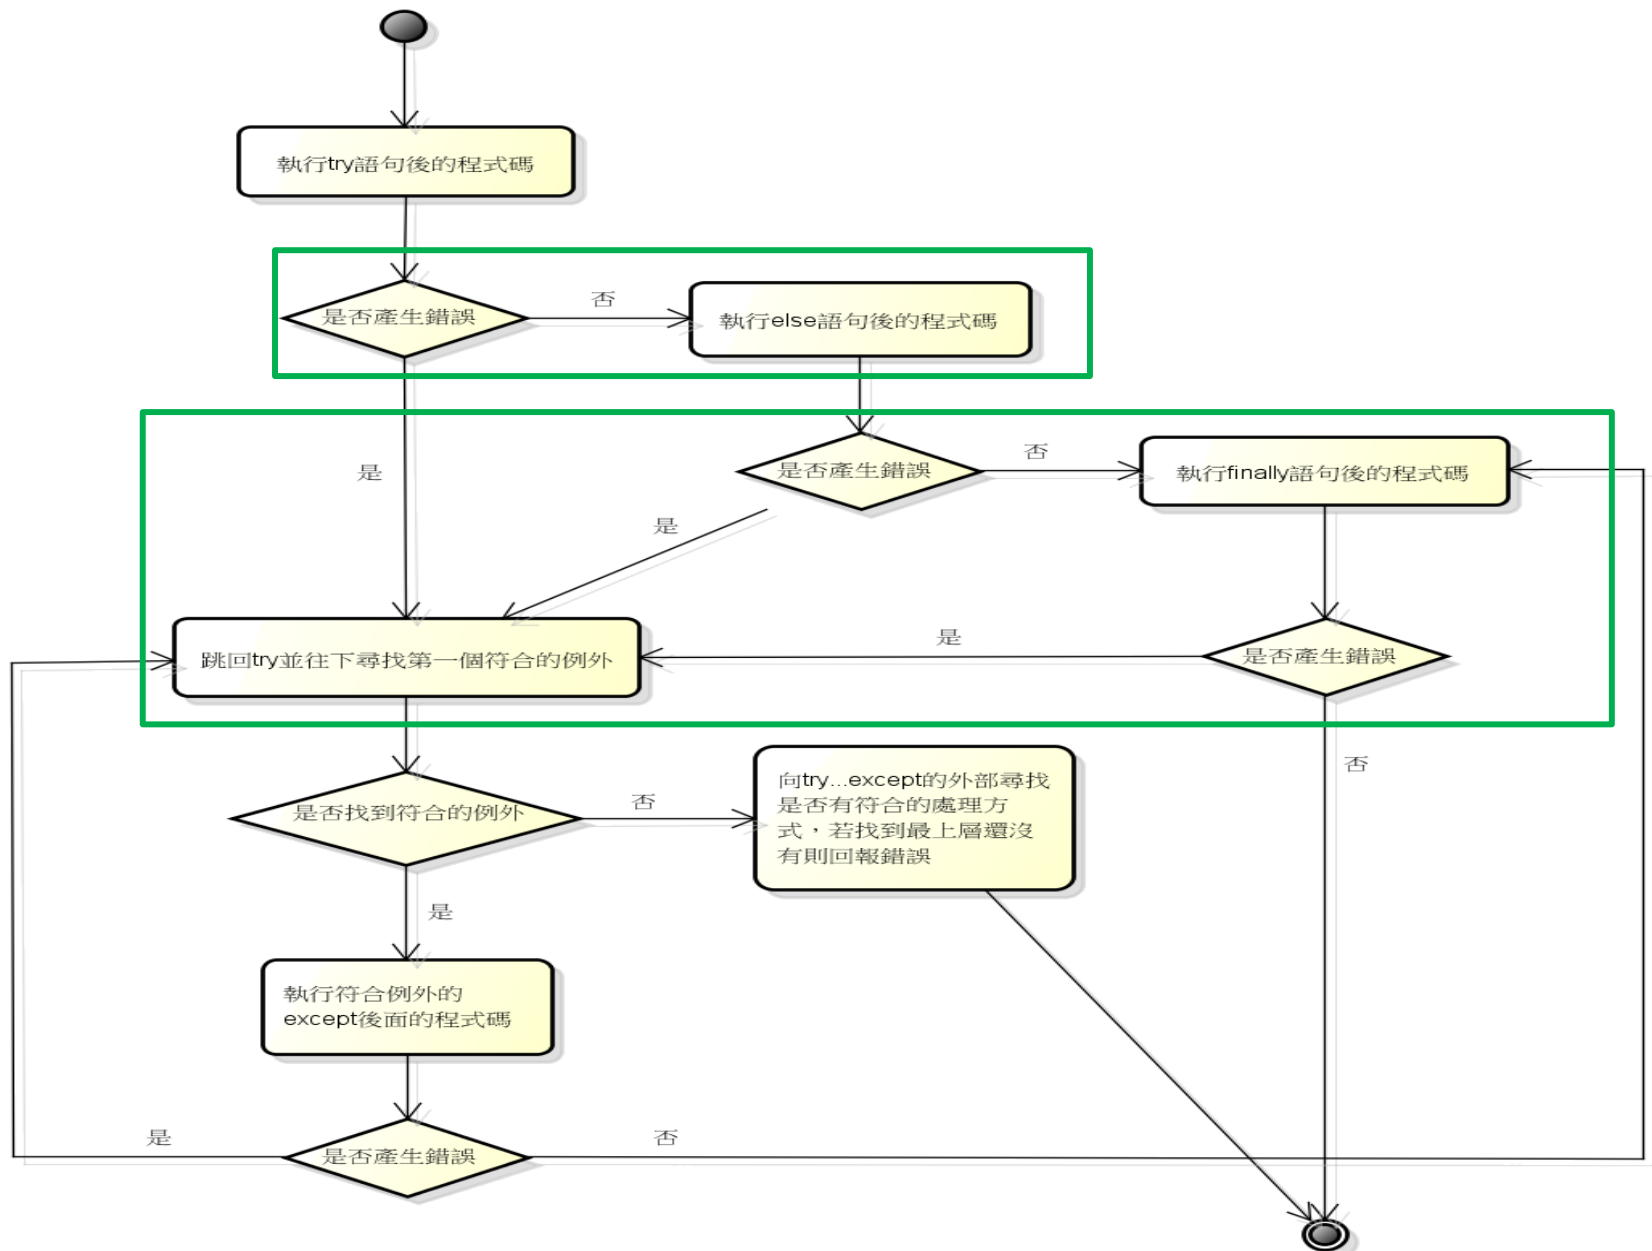 執行try語句後的程式碼
是否產生錯誤
否
執行else語句後的程式碼
是
是否產生錯誤
否
執行finally語句後的程式碼
是
跳回try並往下尋找第一個符合的例外
是
是否產生錯誤
是否找到符合的例外
否
向try...except的外部尋找
是否有符合的處理方
式，若找到最上層還沒
有則回報錯誤
否
是
執行符合例外的
except後面的程式碼
是
是否產生錯誤
否